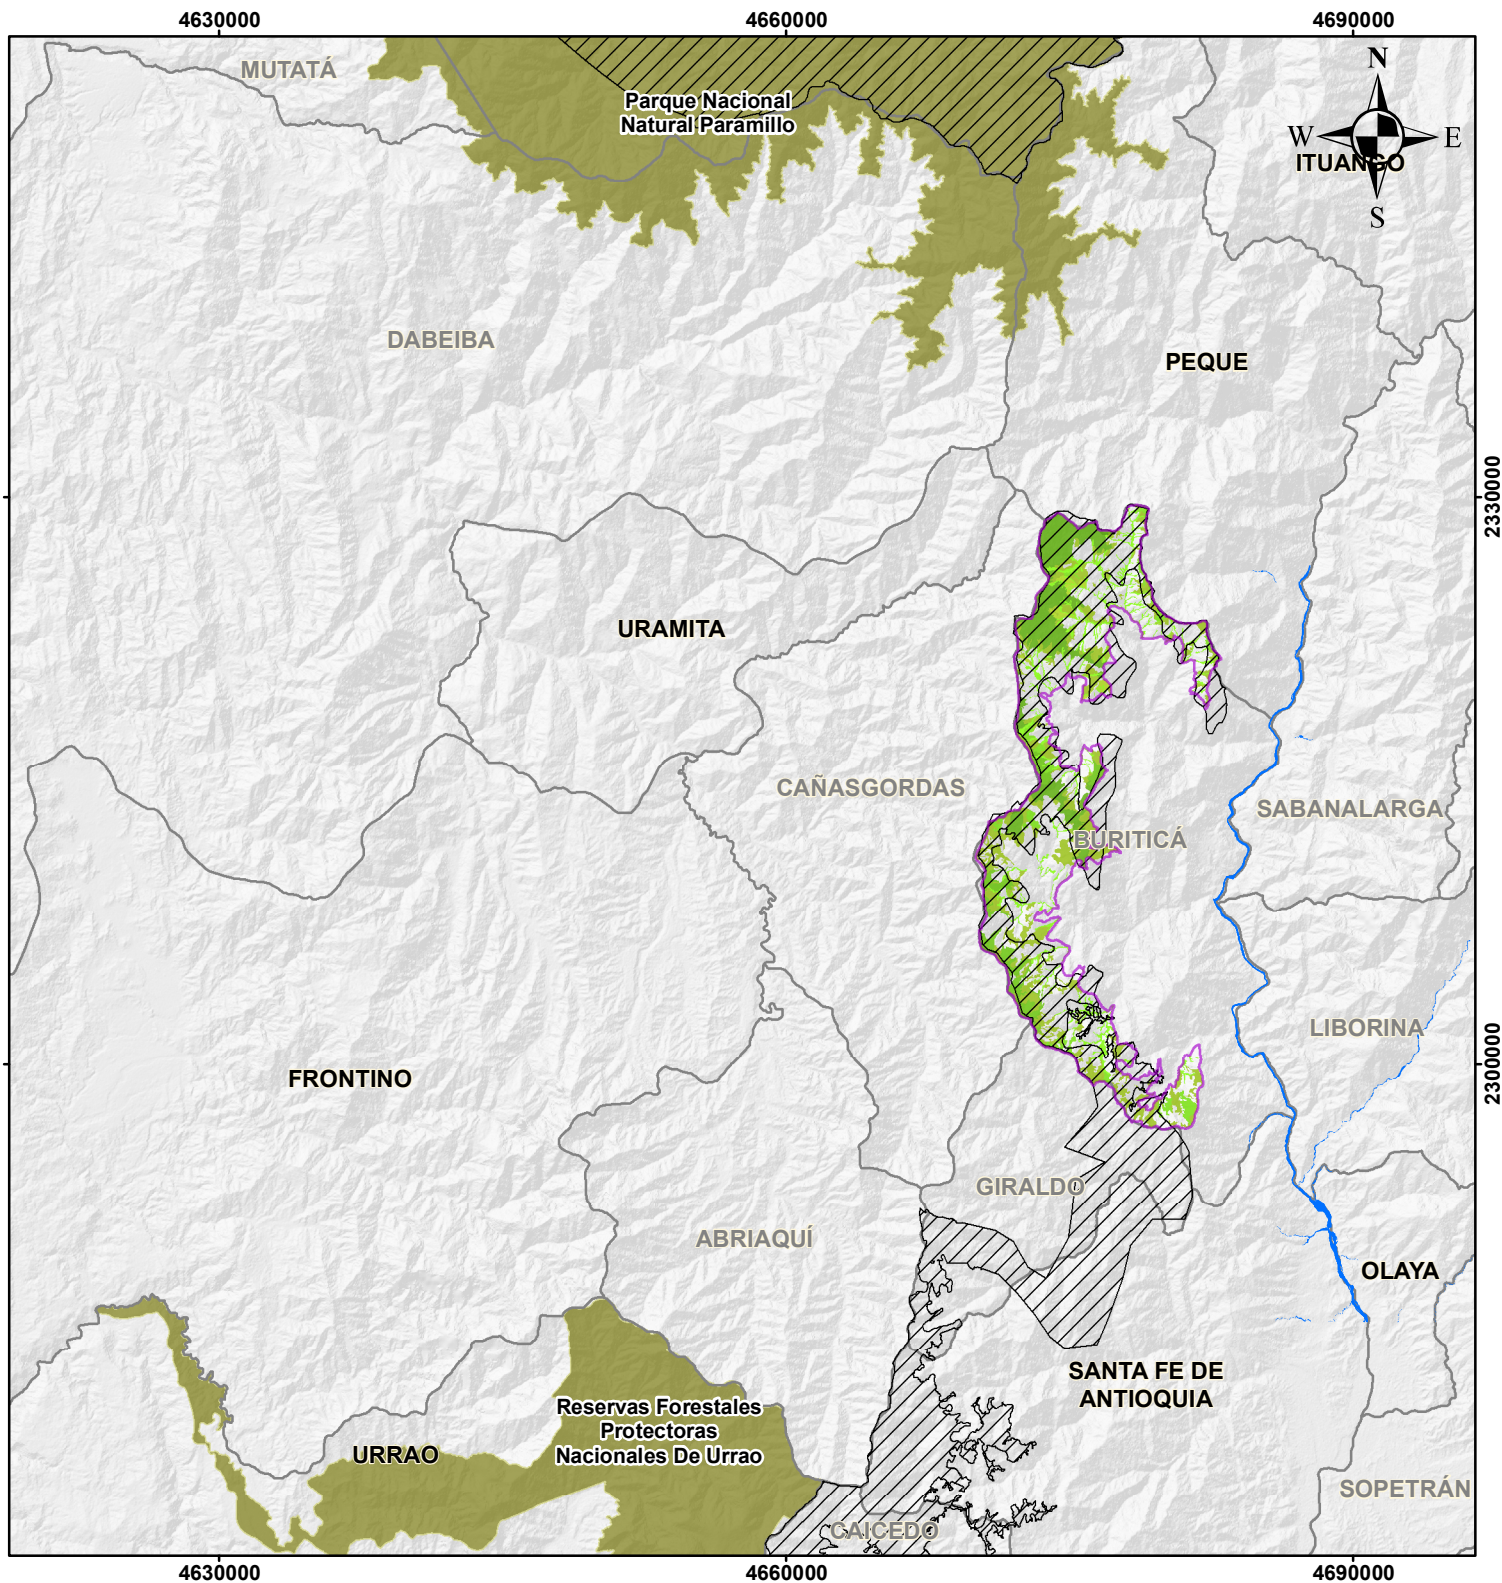 4630000
4660000
4690000
N
W
E
S
MUTATÁ
Parque Nacional
Natural Paramillo
ITUANGO
DABEIBA
PEQUE
2330000
URAMITA
CAÑASGORDAS
SABANALARGA
BURITICÁ
LIBORINA
2300000
FRONTINO
GIRALDO
ABRIAQUÍ
OLAYA
SANTA FE DE
ANTIOQUIA
Reservas Forestales
Protectoras
Nacionales De Urrao
URRAO
SOPETRÁN
CAICEDO
4630000
4660000
4690000